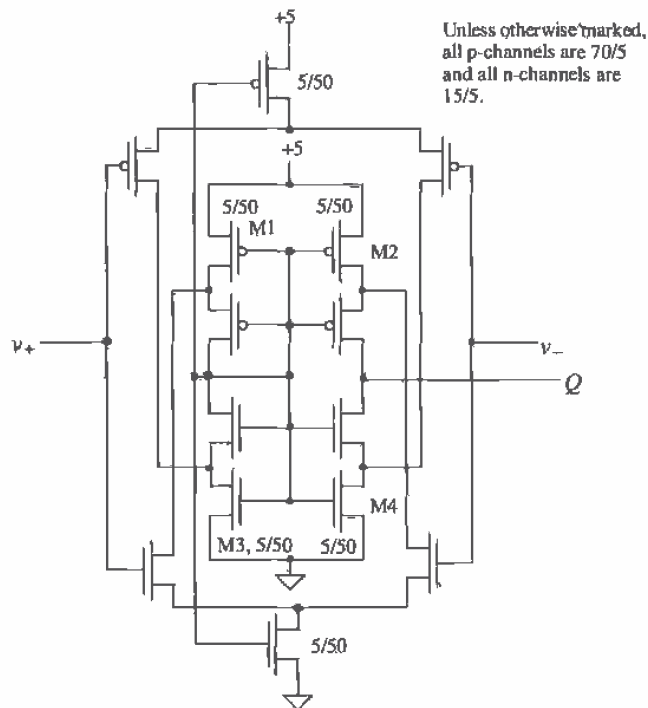 +5
Unless otherwise marked,
all p-channels are 70/5
and all n-channels are
15/5.
5/50
+5
5/50
5/50
M1
M2
v+
v−
Q
M3, 5/50
5/50
M4
5/50